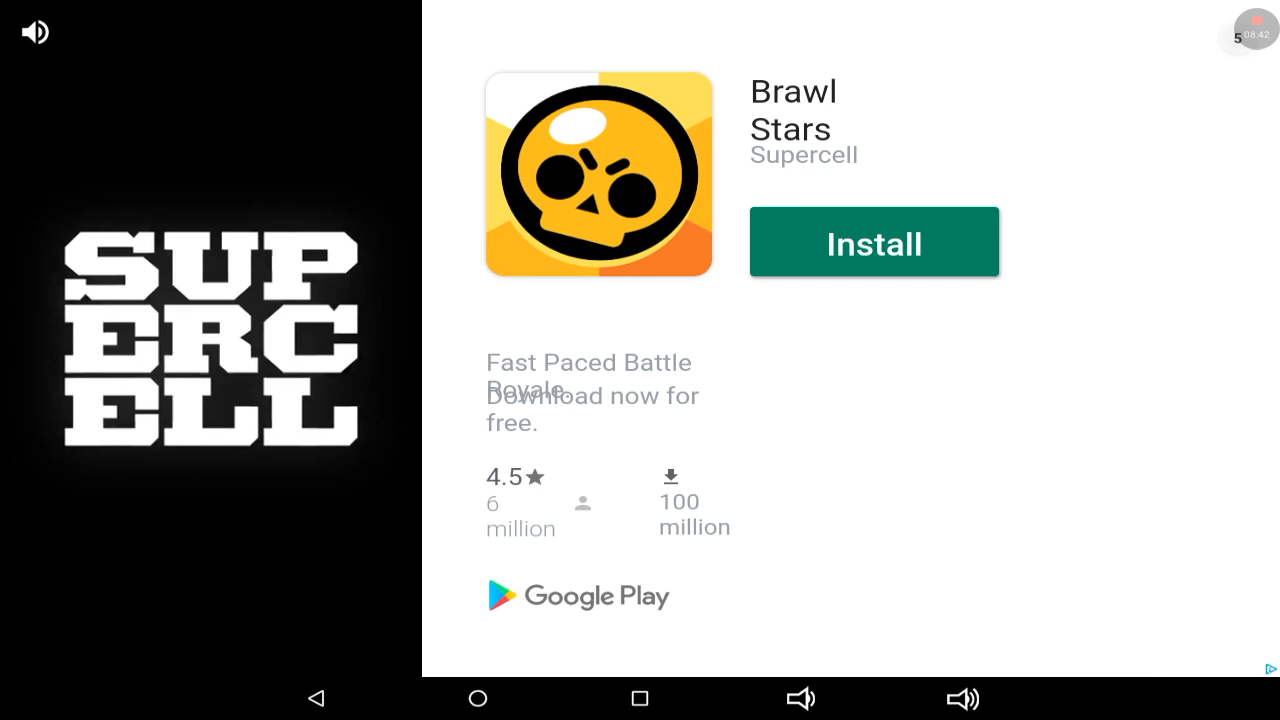 SUP
ERC
ELL
5
08:42
Brawl
Stars
Supercell
Install
Fast Paced Battle
Royale.
Download now for
free.
4.5★
6
million
100
million
Google Play